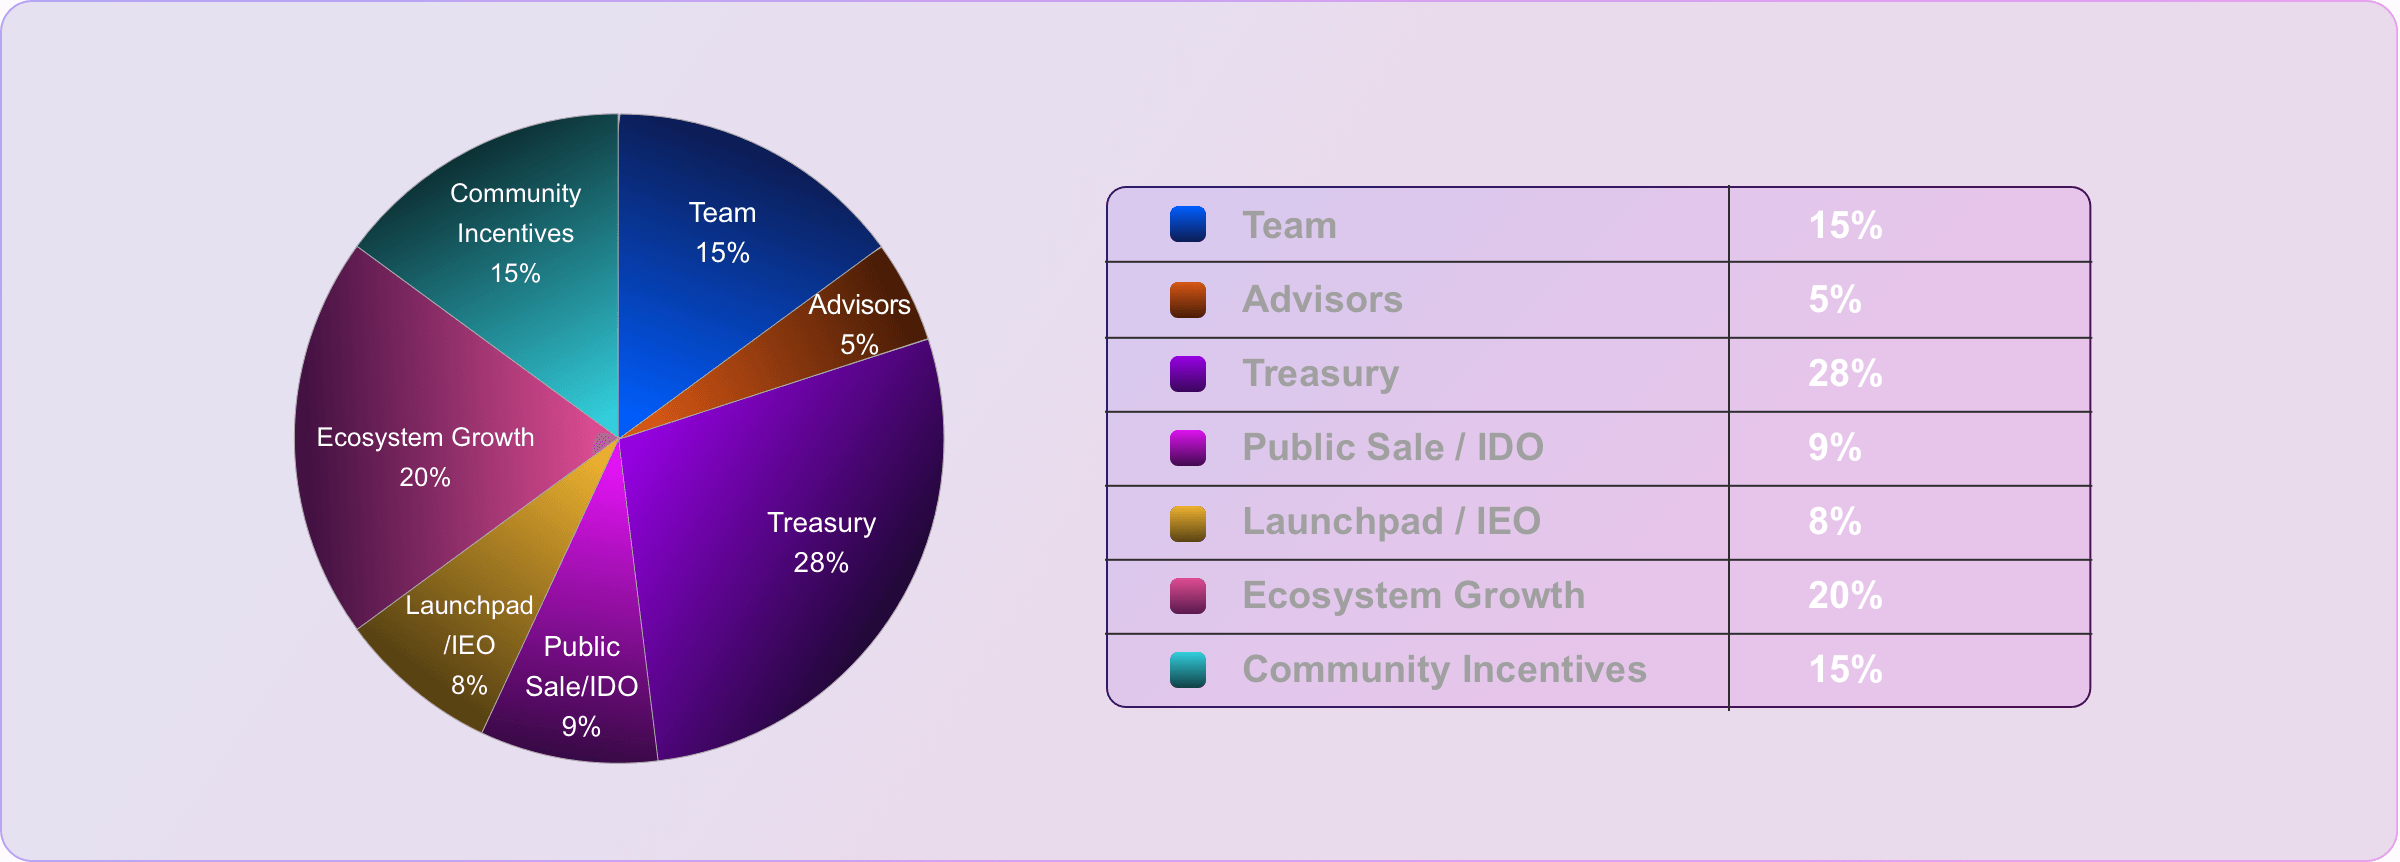 Community
Incentives
15%
Team
15%
Advisors
5%
Ecosystem Growth
20%
Treasury
28%
Launchpad
/IEO
8%
Public
Sale/IDO
9%
Team 15%
Advisors 5%
Treasury 28%
Public Sale / IDO 9%
Launchpad / IEO 8%
Ecosystem Growth 20%
Community Incentives 15%